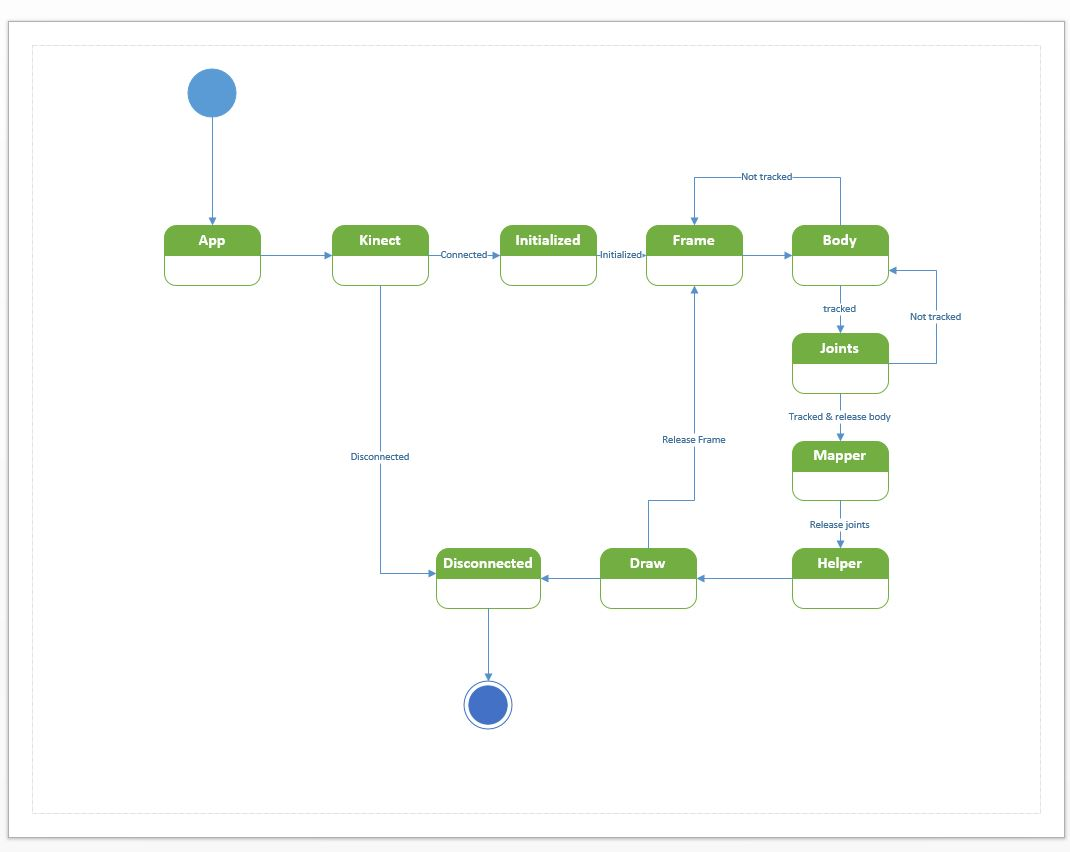 Not tracked
App
Kinect
Initialized
Frame
Body
Connected
Initialized
tracked
Not tracked
Joints
Tracked & release body
Release Frame
Mapper
Disconnected
Release joints
Disconnected
Draw
Helper